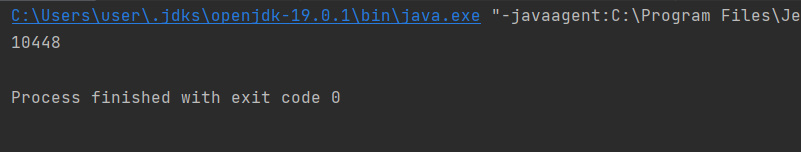 C:\Users\user\.jdks\openjdk-19.0.1\bin\java.exe "-javaagent:C:\Program Files\Je
10448
Process finished with exit code 0